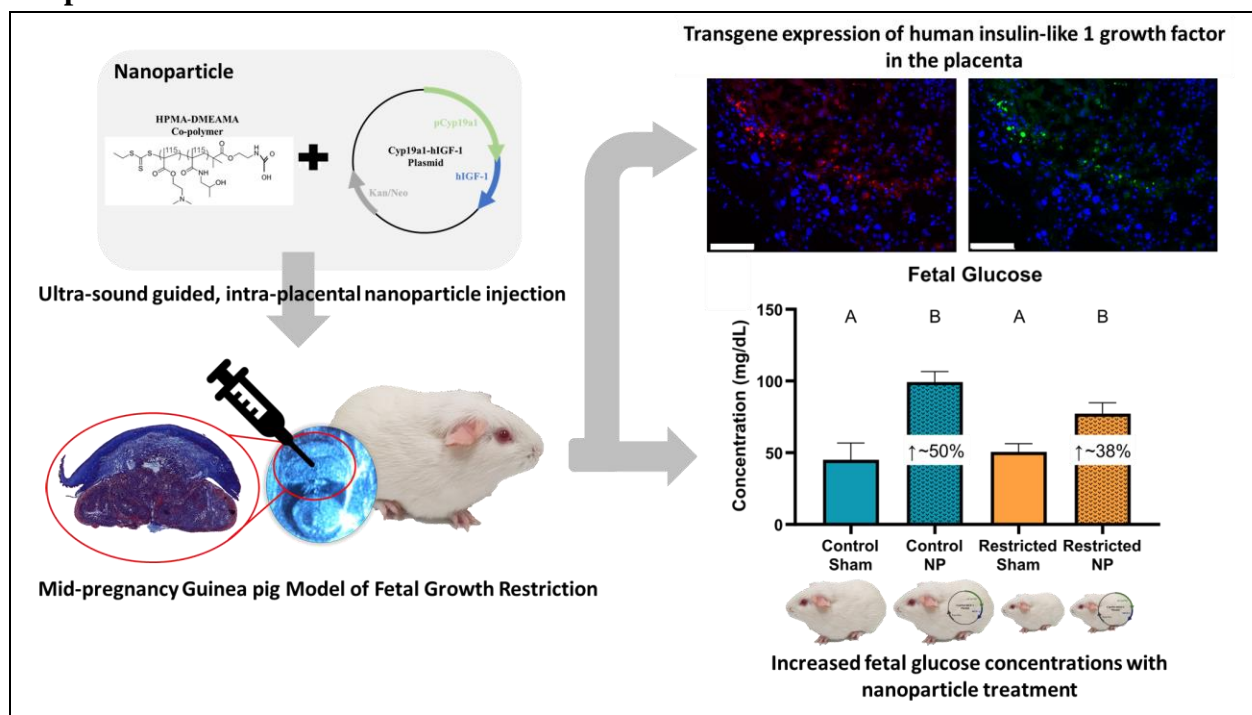 Nanoparticle
HPMA-DMEAMA
Co-polymer
[115]
[115]
S
S
S
O
O
O
O
O
NH
OH
N
H
N
O
OH
pCyp19a1
Cyp19a1-hIGF-1
Plasmid
hIGF-1
Kan/Neo
Ultra-sound guided, intra-placental nanoparticle injection
Mid-pregnancy Guinea pig Model of Fetal Growth Restriction
Transgene expression of human insulin-like 1 growth factor
in the placenta
Fetal Glucose
Concentration (mg/dL)
150
100
50
0
A
B
A
B
↑~50%
↑~38%
Control
Sham
Control
NP
Restricted
Sham
Restricted
NP
Increased fetal glucose concentrations with
nanoparticle treatment